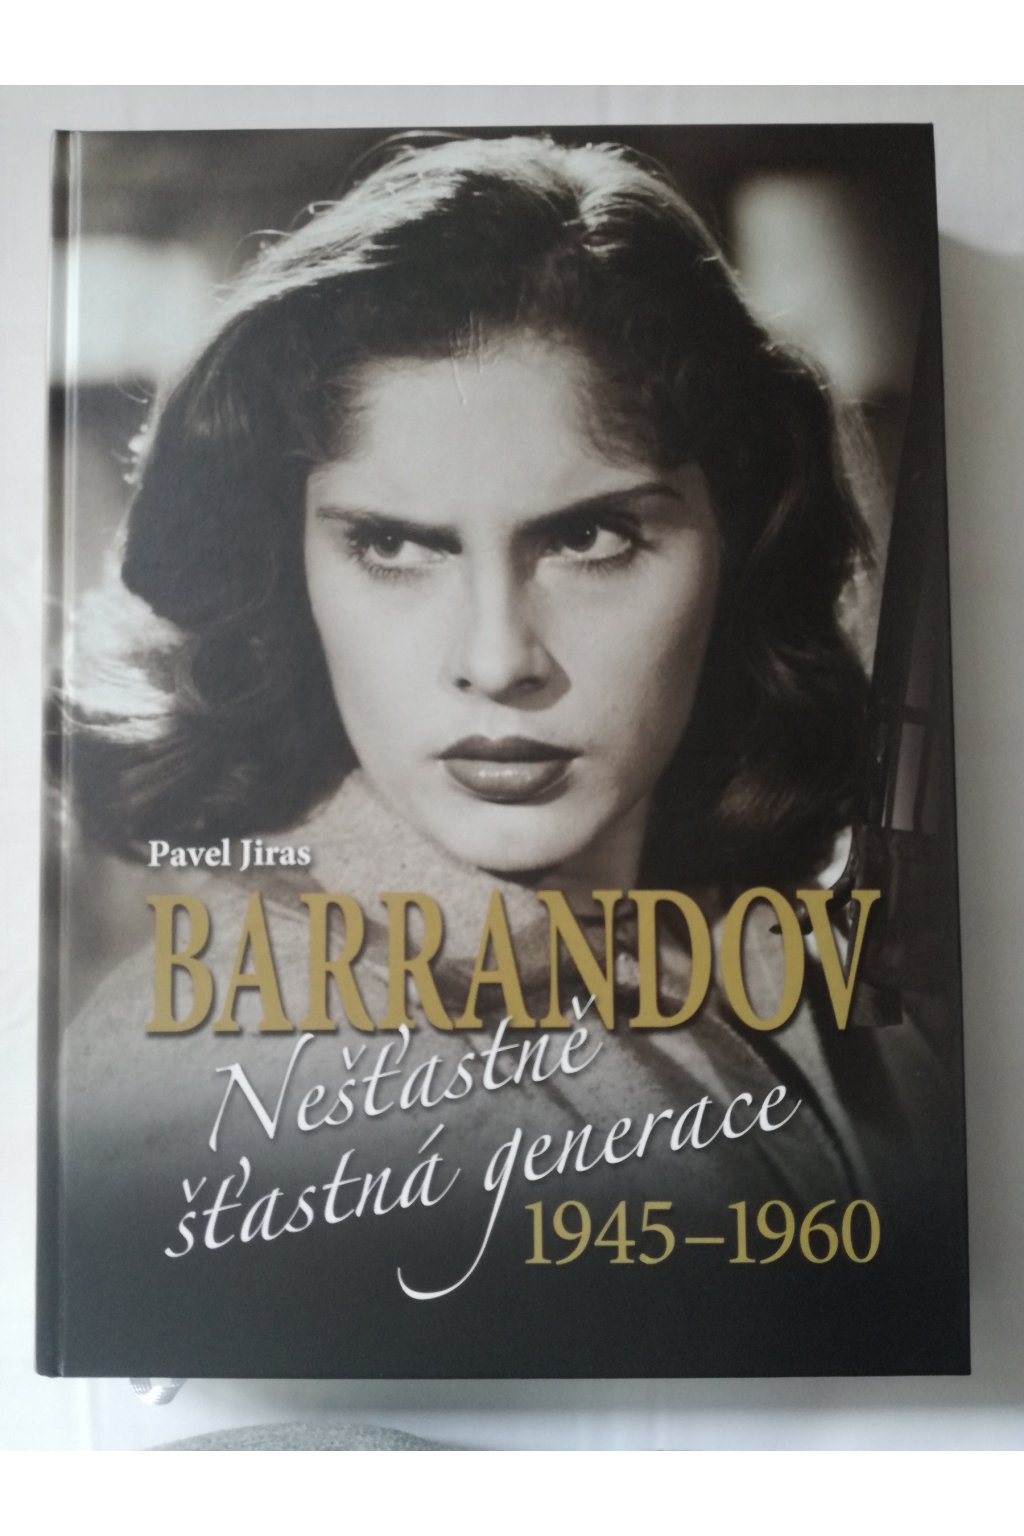 Pavel Jiras
BARRANDOV
Nešťastně
šťastná generace
1945–1960